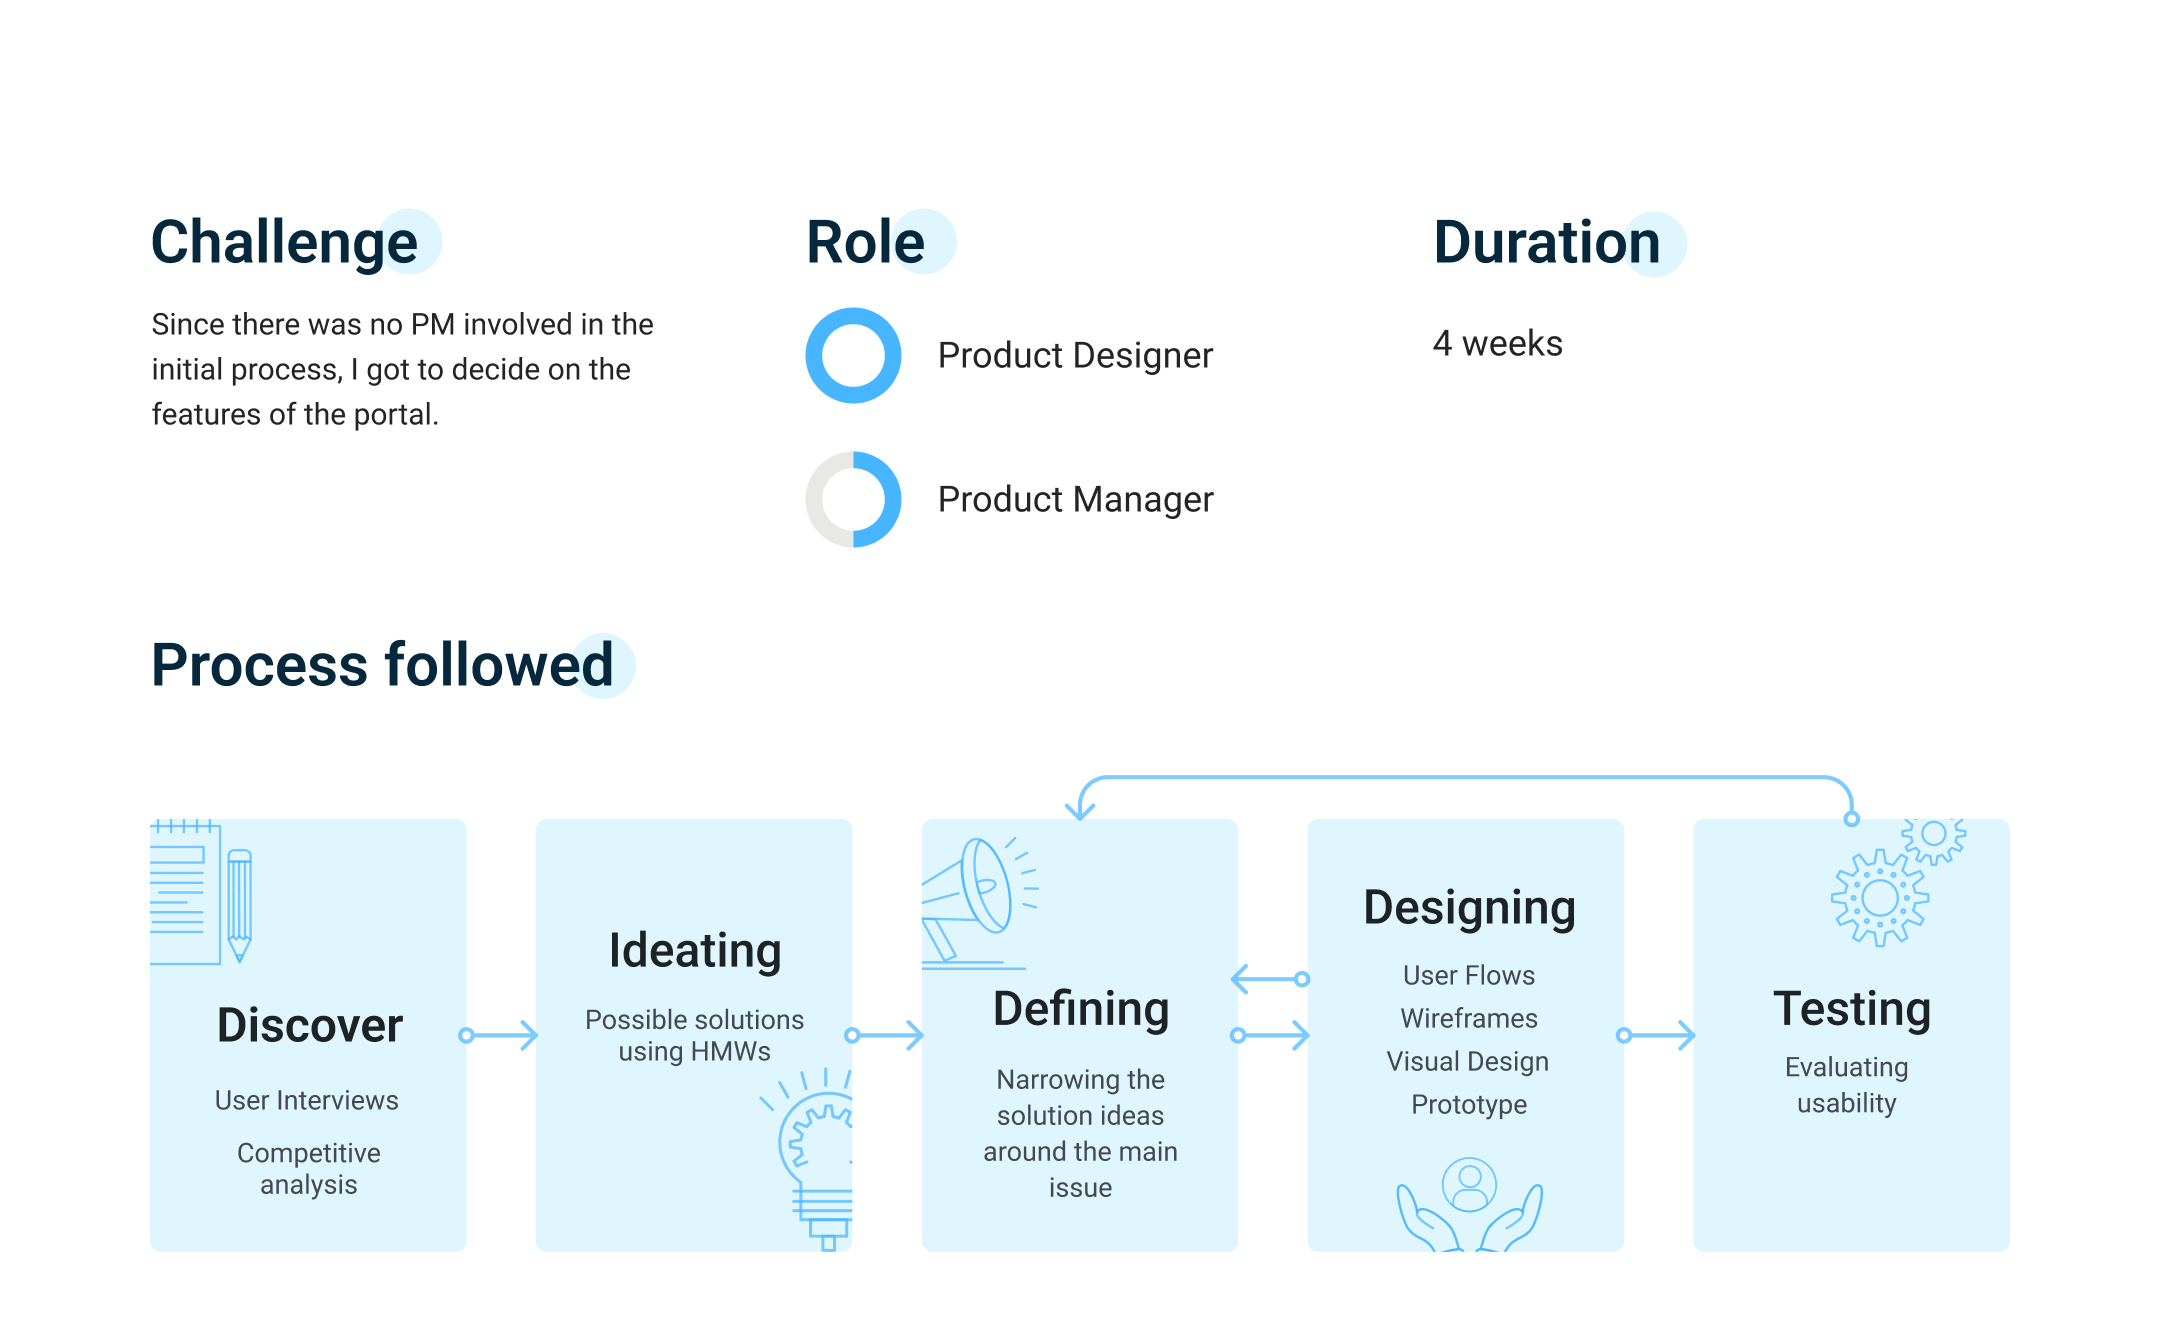 Challenge
Since there was no PM involved in the
initial process, I got to decide on the
features of the portal.
Role
Product Designer
Product Manager
Duration
4 weeks
Process followed
Discover
User Interviews
Competitive
analysis
Ideating
Possible solutions
using HMWs
Defining
Narrowing the
solution ideas
around the main
issue
Designing
User Flows
Wireframes
Visual Design
Prototype
Testing
Evaluating
usability